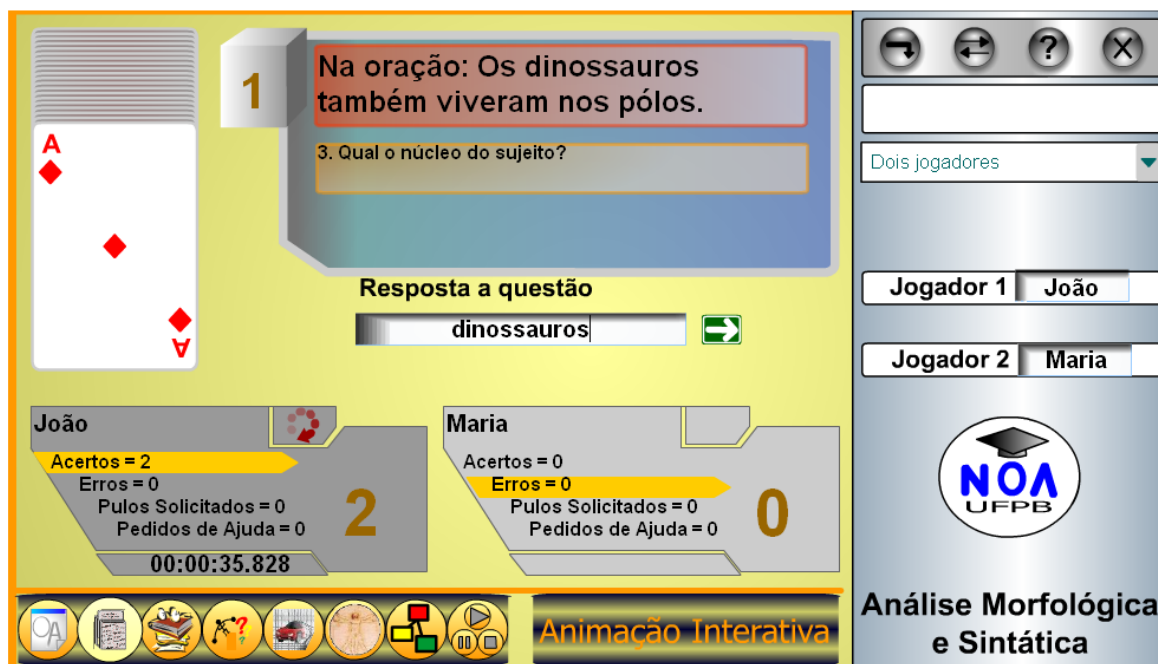 A
1
Na oração: Os dinossauros
também viveram nos pólos.
3. Qual o núcleo do sujeito?
A
Resposta a questão
dinossauros
João
Acertos = 2
Erros = 0
Pulos Solicitados = 0
Pedidos de Ajuda = 0
2
00:00:35.828
Maria
Acertos = 0
Erros = 0
Pulos Solicitados = 0
Pedidos de Ajuda = 0
0
OA
?
Animação Interativa
?
X
Dois jogadores
Jogador 1 João
Jogador 2 Maria
NOA
UFPB
Análise Morfológica
e Sintática